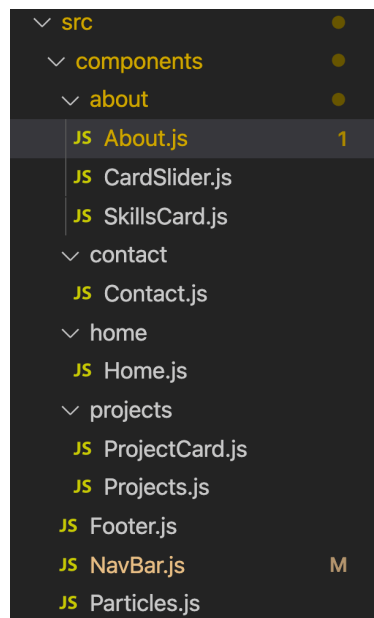 src
components
about
JS About.js 1
JS CardSlider.js
JS SkillsCard.js
contact
JS Contact.js
home
JS Home.js
projects
JS ProjectCard.js
JS Projects.js
JS Footer.js
JS NavBar.js M
JS Particles.js